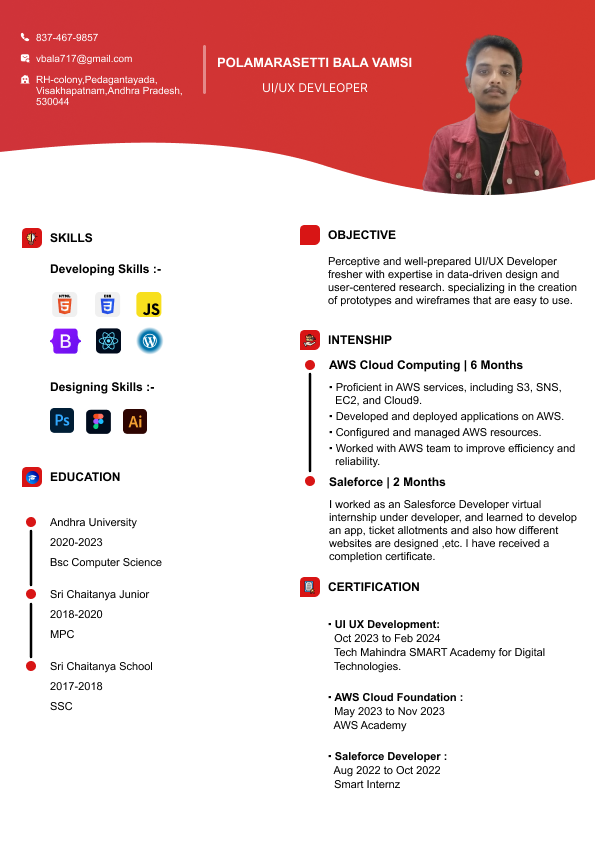 837-467-9857
vbala717@gmail.com
RH-colony,Pedagantayada,
Visakhapatnam,Andhra Pradesh,
530044
POLAMARASETTI BALA VAMSI
UI/UX DEVLEOPER
SKILLS
Developing Skills :-
HTML
CSS
JS
B
W
Designing Skills :-
Ps
Ai
EDUCATION
Andhra University
2020-2023
Bsc Computer Science
Sri Chaitanya Junior
2018-2020
MPC
Sri Chaitanya School
2017-2018
SSC
OBJECTIVE
Perceptive and well-prepared UI/UX Developer
fresher with expertise in data-driven design and
user-centered research. specializing in the creation
of prototypes and wireframes that are easy to use.
INTENSHIP
AWS Cloud Computing | 6 Months
• Proficient in AWS services, including S3, SNS,
EC2, and Cloud9.
• Developed and deployed applications on AWS.
• Configured and managed AWS resources.
• Worked with AWS team to improve efficiency and
reliability.
Saleforce | 2 Months
I worked as an Salesforce Developer virtual
internship under developer, and learned to develop
an app, ticket allotments and also how different
websites are designed ,etc. I have received a
completion certificate.
CERTIFICATION
• UI UX Development:
Oct 2023 to Feb 2024
Tech Mahindra SMART Academy for Digital
Technologies.
• AWS Cloud Foundation :
May 2023 to Nov 2023
AWS Academy
• Saleforce Developer :
Aug 2022 to Oct 2022
Smart Internz